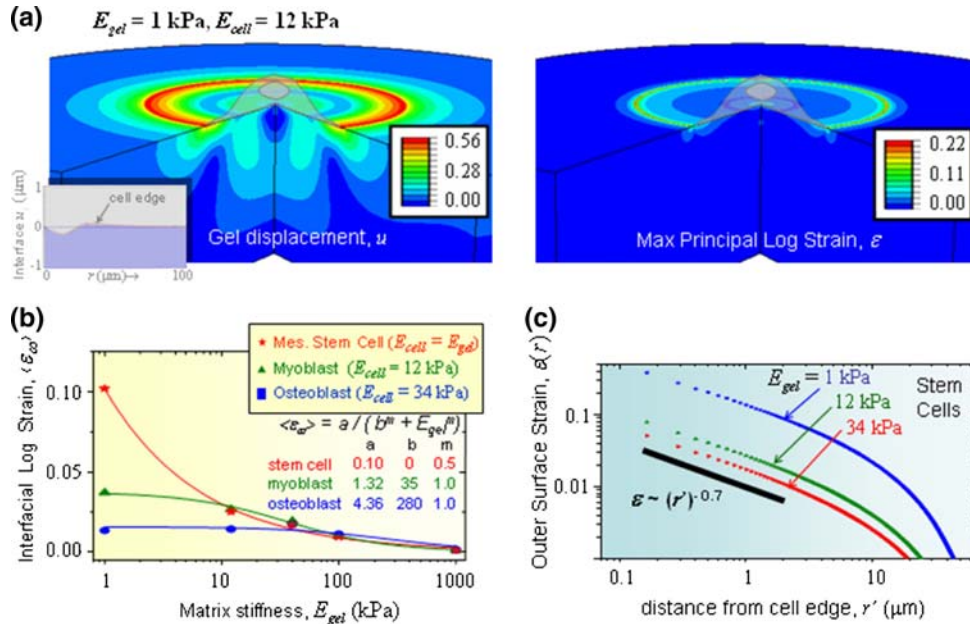 (a)
E_gel = 1 kPa, E_cell = 12 kPa
0.56
0.28
0.00
Gel displacement, u
Interface u (μm)
1
0
-1
cell edge
0
r (μm)→
100
0.22
0.11
0.00
Max Principal Log Strain, ε
(b)
Interfacial Log Strain, ⟨ε_ω⟩
0.10
0.05
0.00
Mes. Stem Cell (E_cell = E_gel)
Myoblast (E_cell = 12 kPa)
Osteoblast (E_cell = 34 kPa)
<ε_ω> = a / (b^m + E_gel^m)
a b m
stem cell 0.10 0 0.5
myoblast 1.32 35 1.0
osteoblast 4.36 280 1.0
1 10 100 1000
Matrix stiffness, E_gel (kPa)
(c)
Outer Surface Strain, ε(r)
0.1
0.01
E_gel = 1 kPa
12 kPa
34 kPa
Stem
Cells
ε ~ (r')^-0.7
0.1 1 10
distance from cell edge, r' (μm)